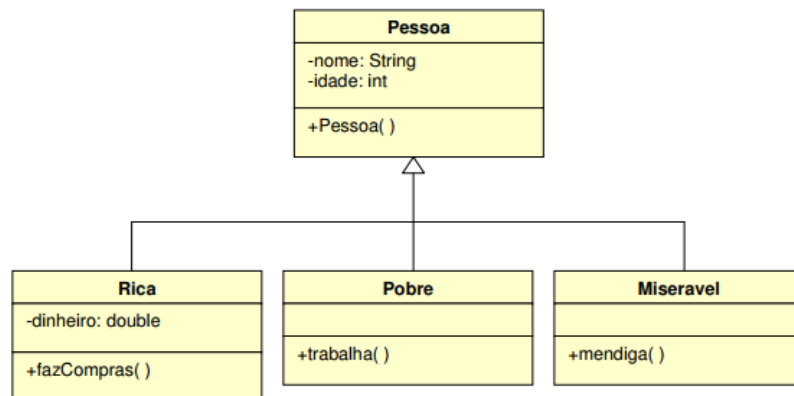 Pessoa
-nome: String
-idade: int
+Pessoa( )
Rica
-dinheiro: double
+fazCompras( )
Pobre
+trabalha( )
Miseravel
+mendiga( )